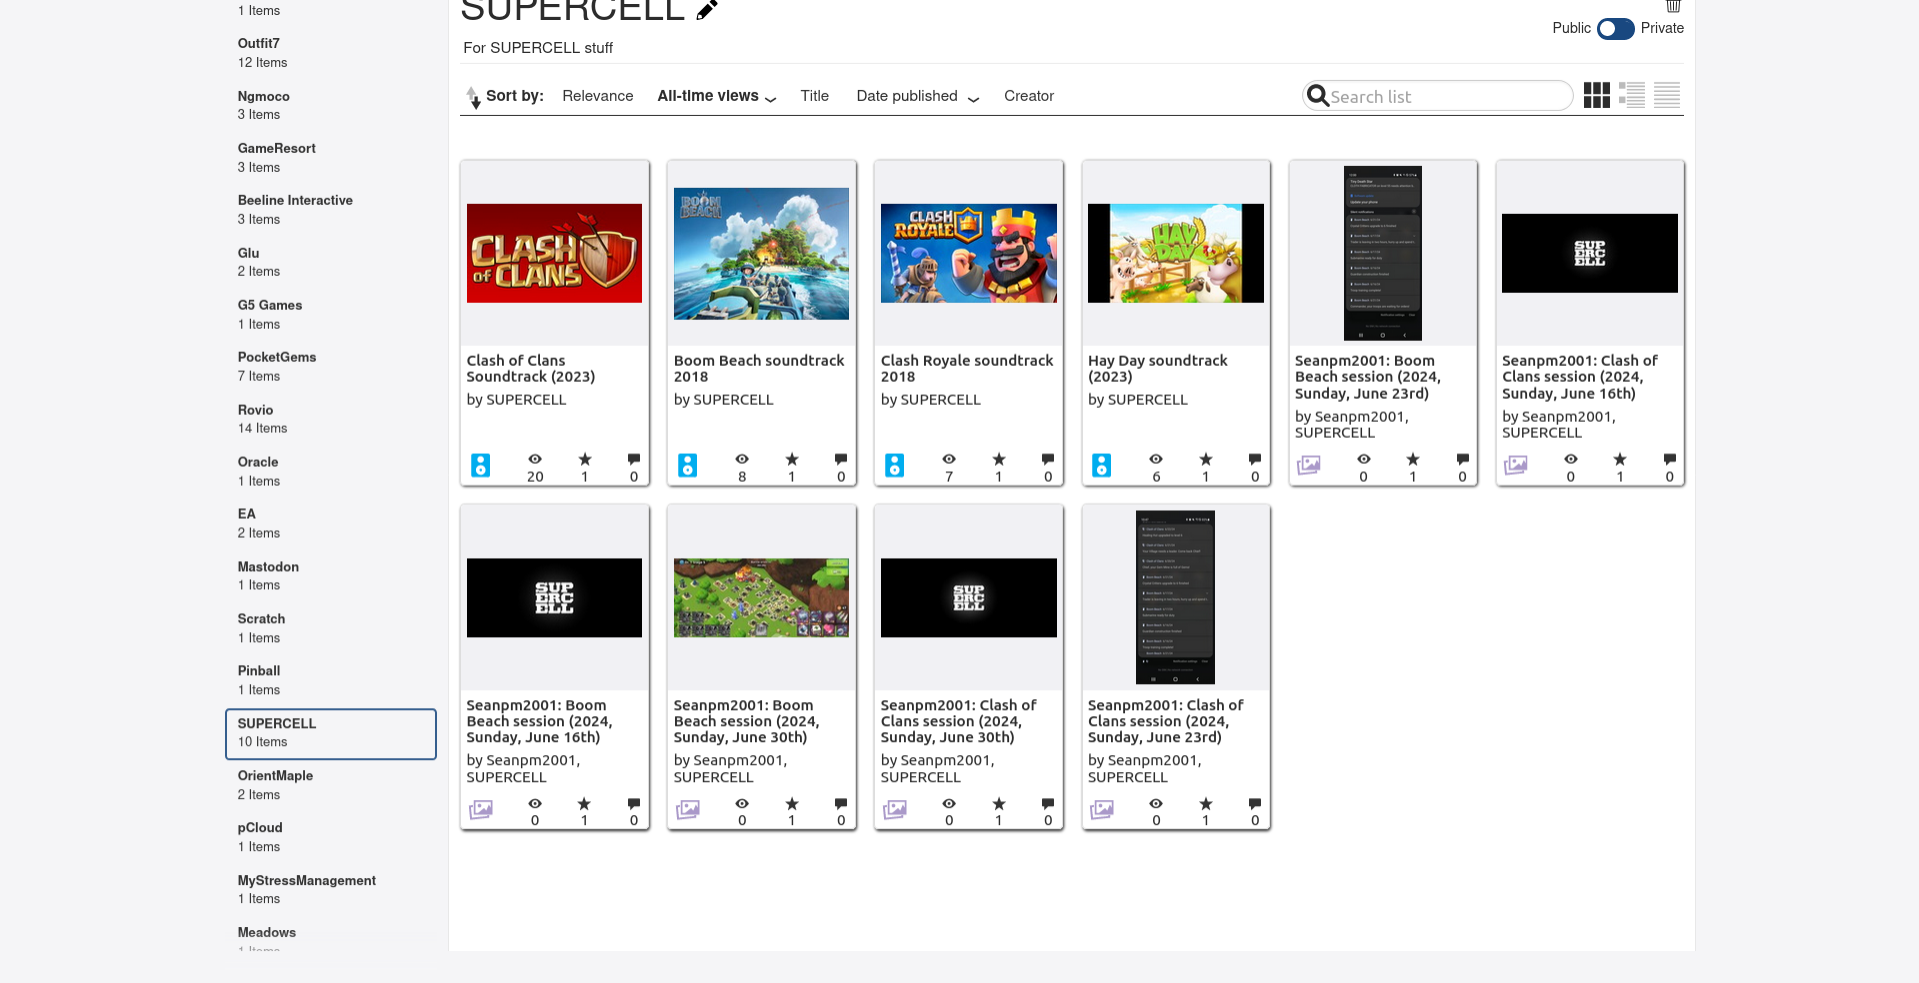 1 Items
Outfit7
12 Items
Ngmoco
3 Items
GameResort
3 Items
Beeline Interactive
3 Items
Glu
2 Items
G5 Games
1 Items
PocketGems
7 Items
Rovio
14 Items
Oracle
1 Items
EA
2 Items
Mastodon
1 Items
Scratch
1 Items
Pinball
1 Items
SUPERCELL
10 Items
OrientMaple
2 Items
pCloud
1 Items
MyStressManagement
1 Items
Meadows
1 Items
SUPERCELL
For SUPERCELL stuff
Public Private
Sort by: Relevance All-time views Title Date published Creator
Search list
CLASH
OF CLANS
Clash of Clans
Soundtrack (2023)
by SUPERCELL
20 1 0
BOOM
BEACH
Boom Beach soundtrack
2018
by SUPERCELL
8 1 0
CLASH
ROYALE
Clash Royale soundtrack
2018
by SUPERCELL
7 1 0
HAY
DAY
Hay Day soundtrack
(2023)
by SUPERCELL
6 1 0
Seanpm2001: Boom
Beach session (2024,
Sunday, June 23rd)
by Seanpm2001,
SUPERCELL
0 1 0
SUP
ERC
ELL
Seanpm2001: Clash of
Clans session (2024,
Sunday, June 16th)
by Seanpm2001,
SUPERCELL
0 1 0
SUP
ERC
ELL
Seanpm2001: Boom
Beach session (2024,
Sunday, June 16th)
by Seanpm2001,
SUPERCELL
0 1 0
Seanpm2001: Boom
Beach session (2024,
Sunday, June 30th)
by Seanpm2001,
SUPERCELL
0 1 0
SUP
ERC
ELL
Seanpm2001: Clash of
Clans session (2024,
Sunday, June 30th)
by Seanpm2001,
SUPERCELL
0 1 0
Seanpm2001: Clash of
Clans session (2024,
Sunday, June 23rd)
by Seanpm2001,
SUPERCELL
0 1 0